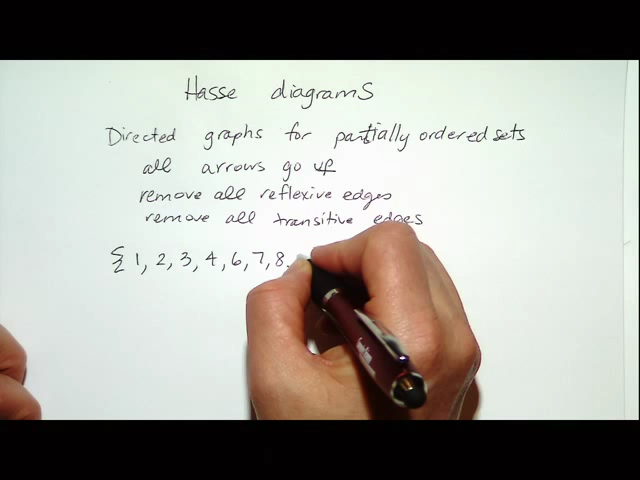 Hasse diagrams
Directed graphs for partially ordered sets
all arrows go up
remove all reflexive edges
remove all transitive edges
{ 1, 2, 3, 4, 6, 7, 8,